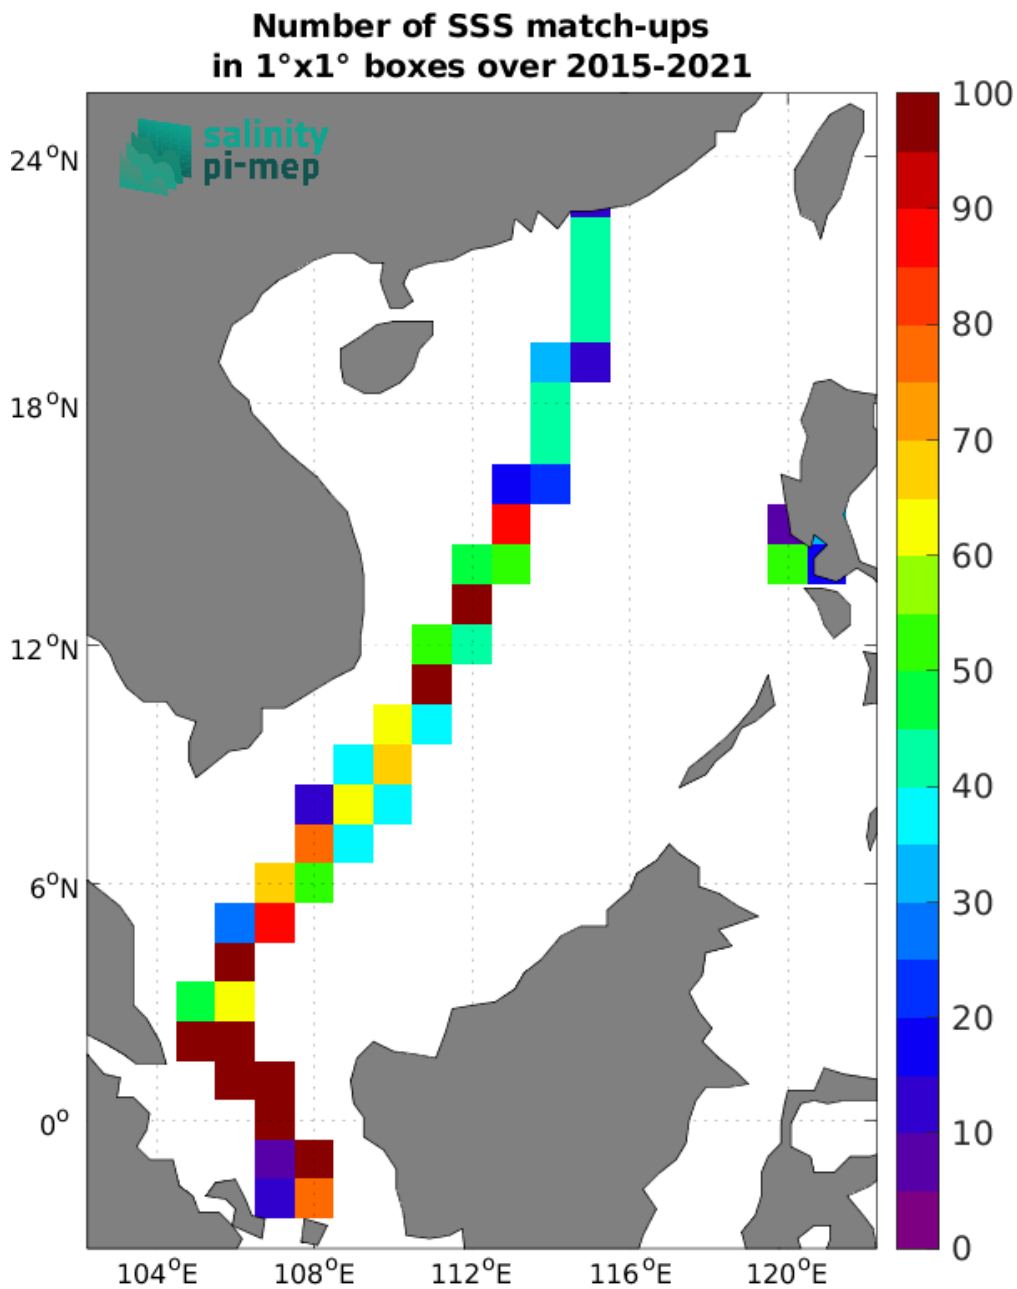 Number of SSS match-ups
in 1°x1° boxes over 2015-2021
salinity
pi-mep
24°N
18°N
12°N
6°N
0°
104°E 108°E 112°E 116°E 120°E
100
90
80
70
60
50
40
30
20
10
0